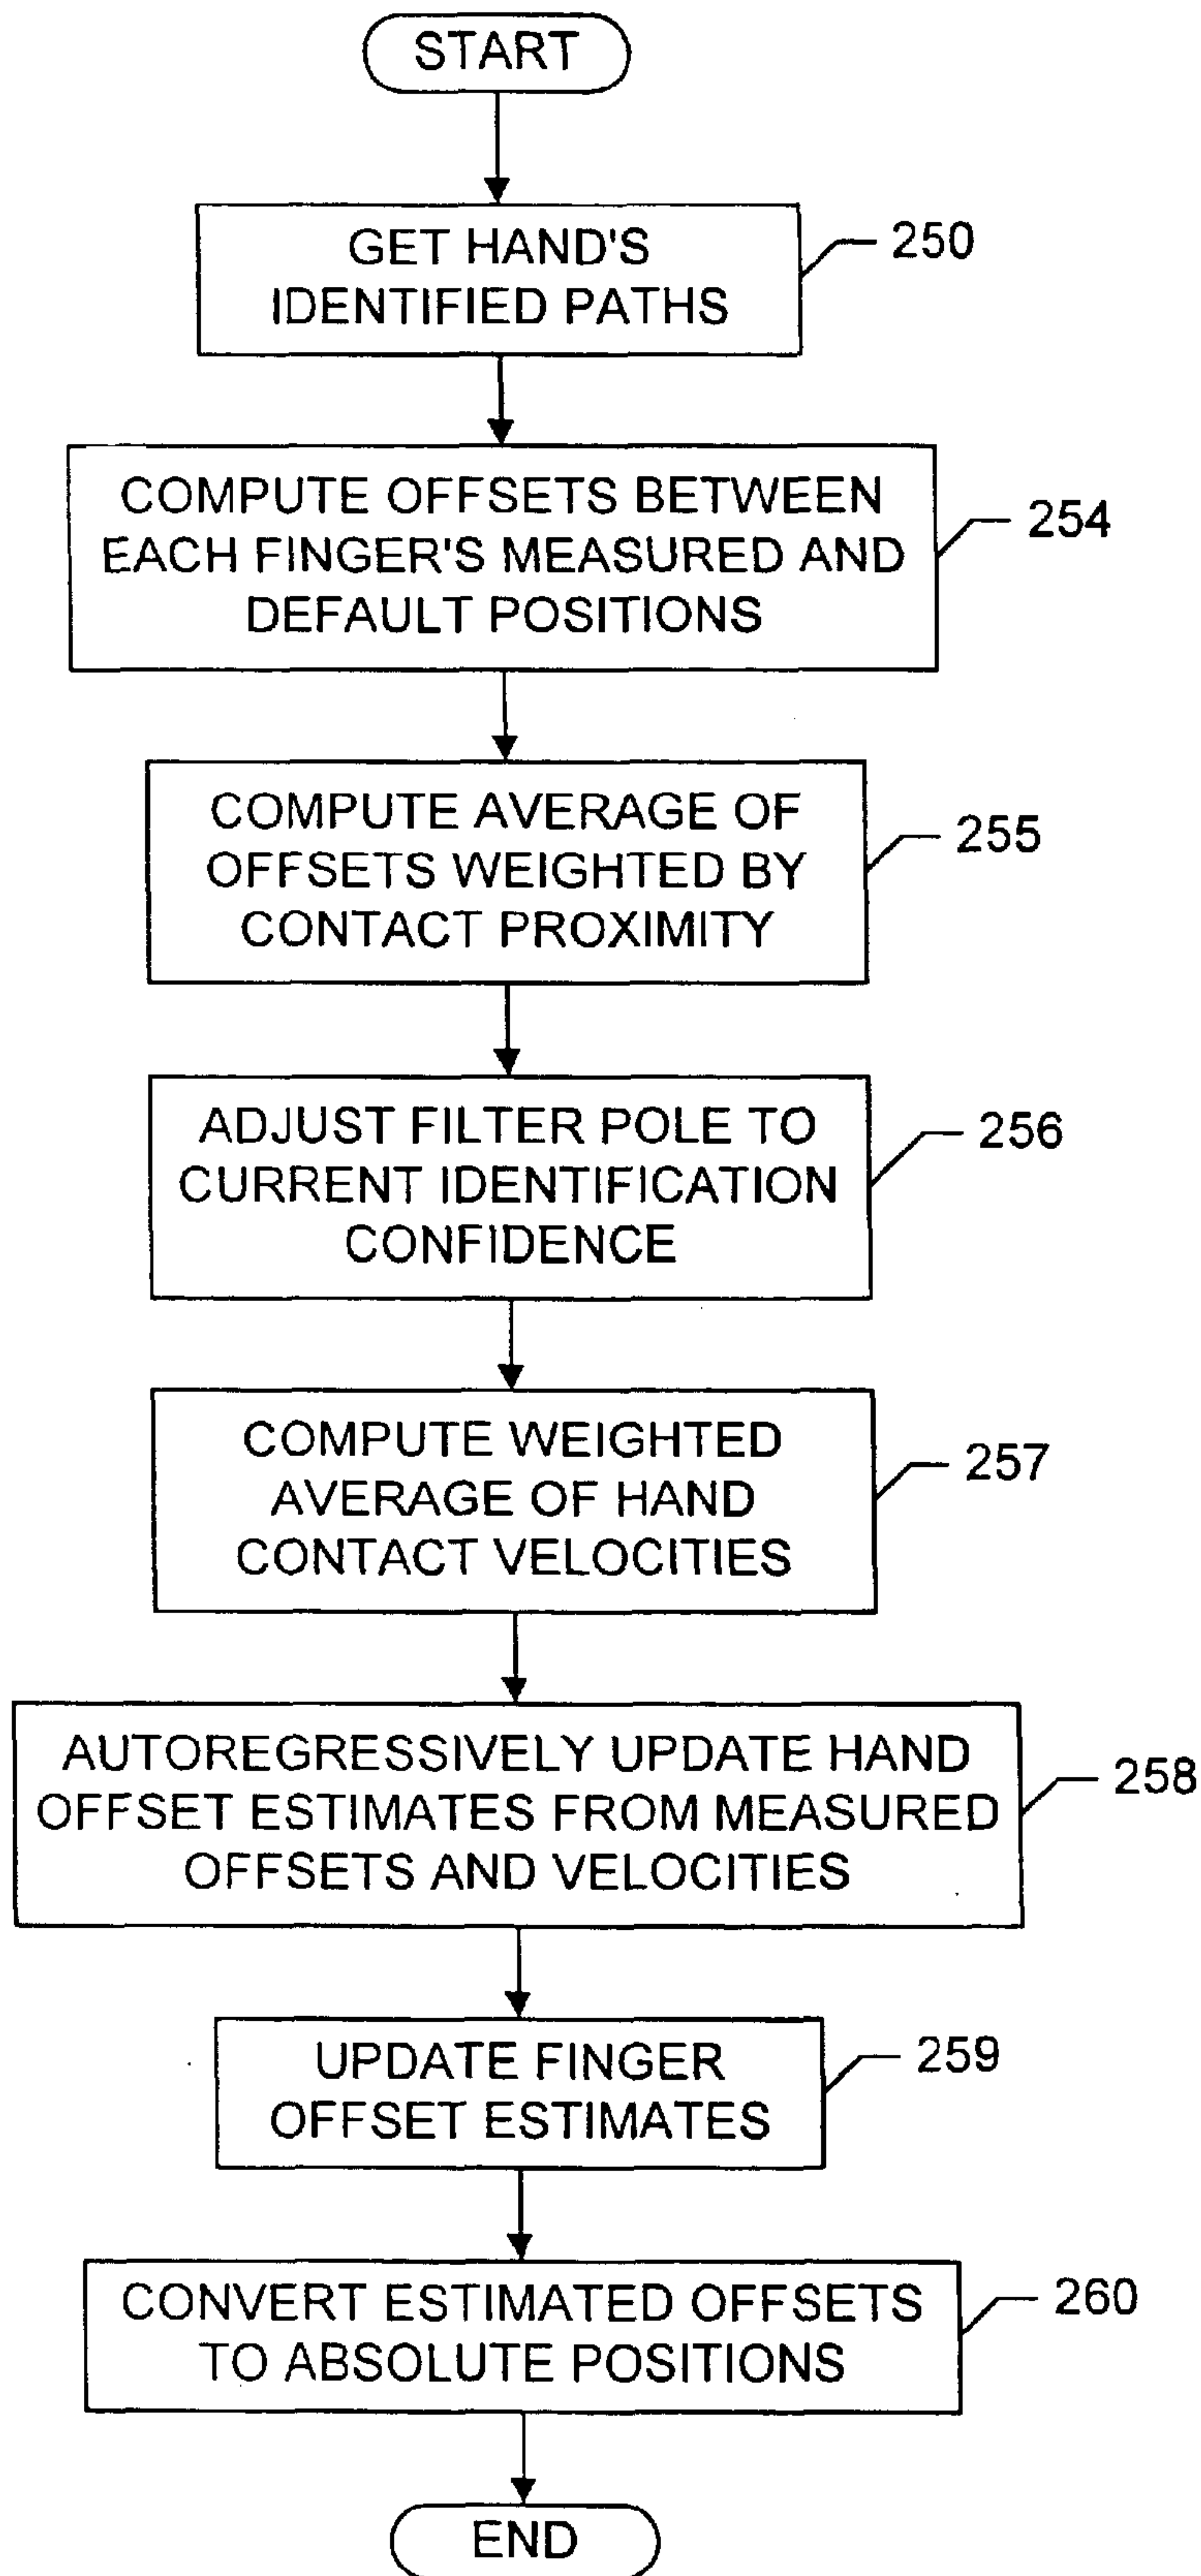 START
GET HAND'S
IDENTIFIED PATHS
250
COMPUTE OFFSETS BETWEEN
EACH FINGER'S MEASURED AND
DEFAULT POSITIONS
254
COMPUTE AVERAGE OF
OFFSETS WEIGHTED BY
CONTACT PROXIMITY
255
ADJUST FILTER POLE TO
CURRENT IDENTIFICATION
CONFIDENCE
256
COMPUTE WEIGHTED
AVERAGE OF HAND
CONTACT VELOCITIES
257
AUTOREGRESSIVELY UPDATE HAND
OFFSET ESTIMATES FROM MEASURED
OFFSETS AND VELOCITIES
258
UPDATE FINGER
OFFSET ESTIMATES
259
CONVERT ESTIMATED OFFSETS
TO ABSOLUTE POSITIONS
260
END